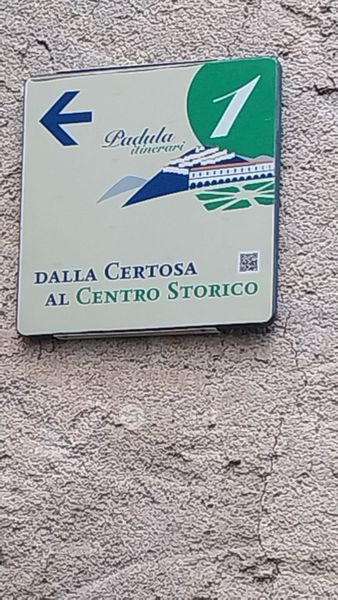 1
Padula
itinerari
DALLA CERTOSA
AL CENTRO STORICO